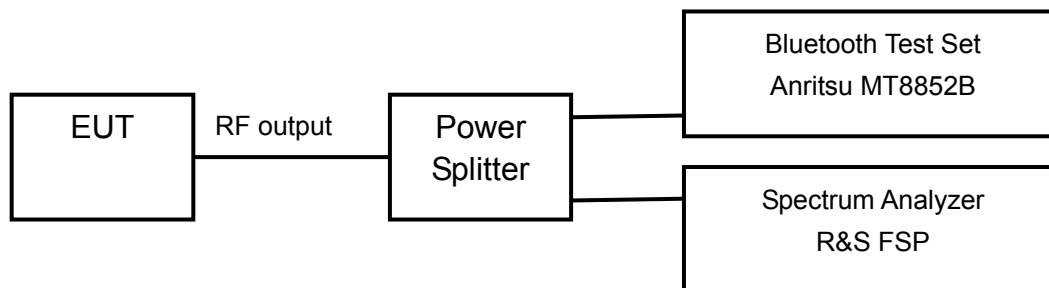 Bluetooth Test Set
Anritsu MT8852B
EUT
RF output
Power
Splitter
Spectrum Analyzer
R&S FSP